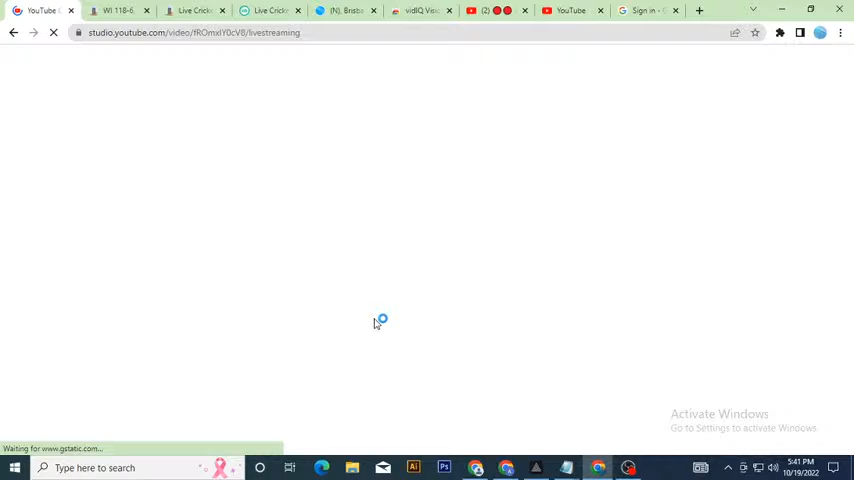 YouTube C
WI 118-6
Live Cricke
Live Cricke
(N), Brisba
vidIQ Visio
(2)
YouTube
Sign in - G
studio.youtube.com/video/fROmxIY0cV8/livestreaming
Activate Windows
Go to Settings to activate Windows.
Waiting for www.gstatic.com...
Type here to search
Ai
Ps
5:41 PM
10/19/2022